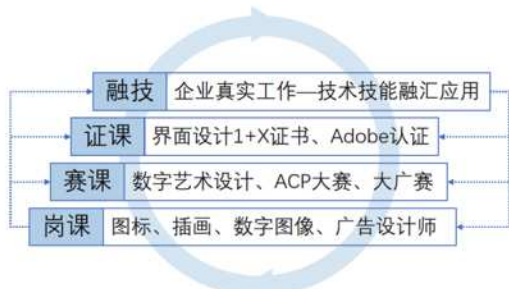 融技 企业真实工作—技术技能融汇应用
证课 界面设计1+X证书、Adobe认证
赛课 数字艺术设计、ACP大赛、大广赛
岗课 图标、插画、数字图像、广告设计师